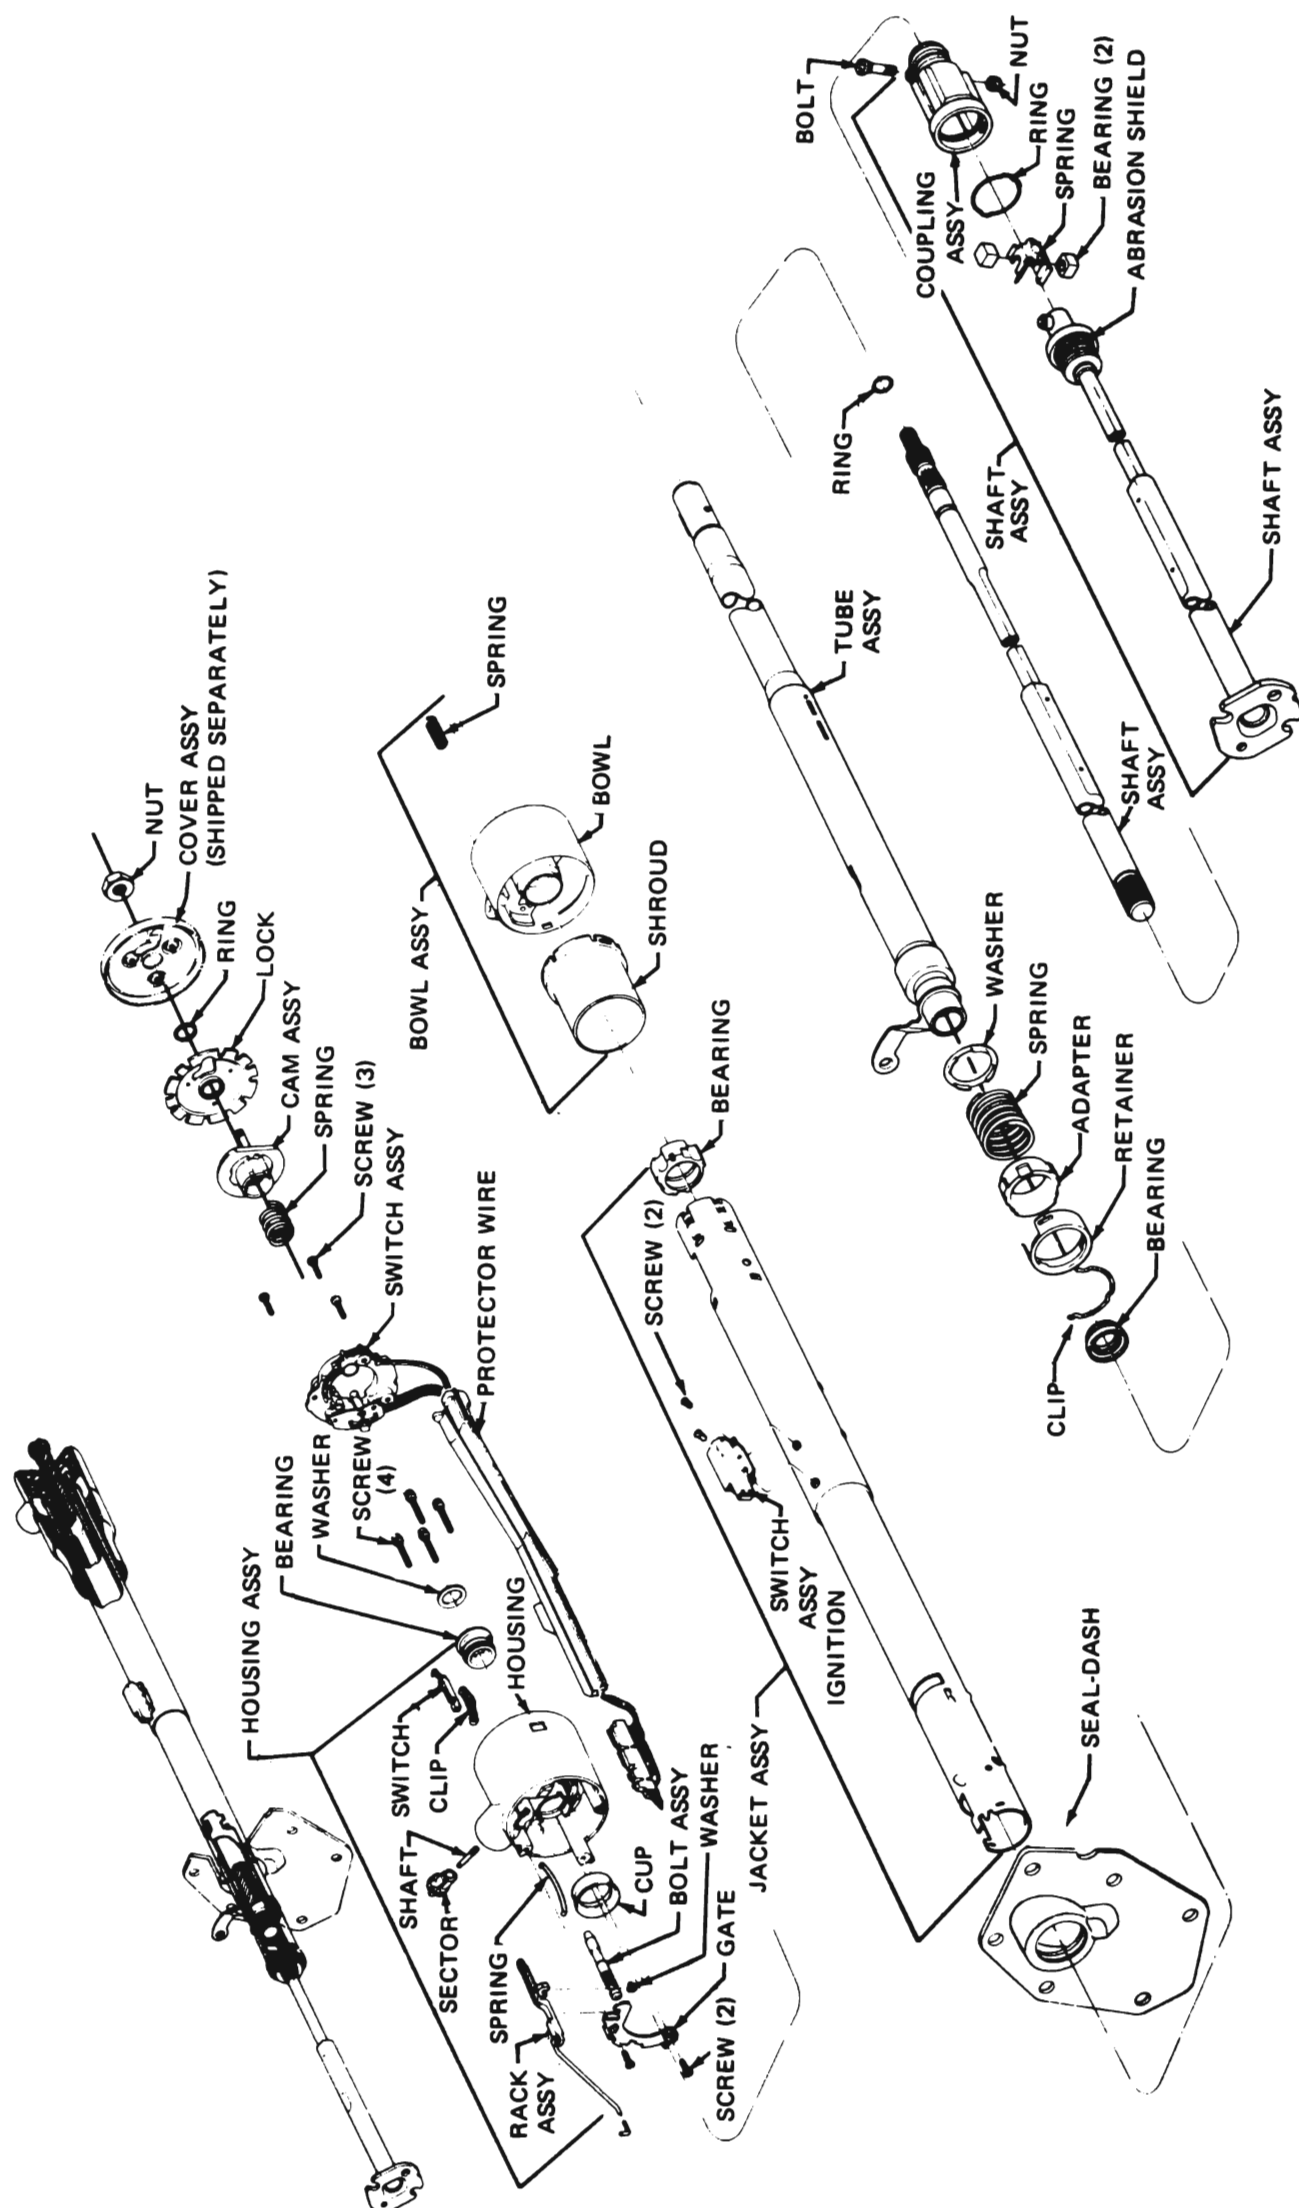 NUT
COVER ASSY
(SHIPPED SEPARATELY)
RING
LOCK
CAM ASSY
SPRING
SCREW (3)
SWITCH ASSY
PROTECTOR WIRE
HOUSING ASSY
BEARING
WASHER
SCREW
(4)
SWITCH
CLIP
HOUSING
SHAFT
SECTOR
SPRING
RACK
ASSY
CUP
BOLT ASSY
WASHER
GATE
SCREW (2)
BOWL ASSY
SPRING
BOWL
SHROUD
BEARING
SCREW (2)
SWITCH
ASSY
IGNITION
JACKET ASSY
SEAL-DASH
TUBE
ASSY
WASHER
SPRING
ADAPTER
RETAINER
BEARING
CLIP
RING
SHAFT
ASSY
SHAFT
ASSY
BOLT
COUPLING
ASSY
NUT
RING
SPRING
BEARING (2)
ABRASION SHIELD
SHAFT ASSY